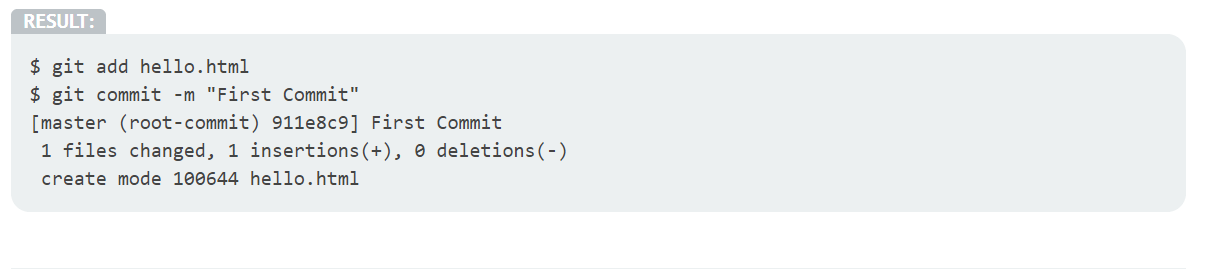 RESULT:
$ git add hello.html
$ git commit -m "First Commit"
[master (root-commit) 911e8c9] First Commit
 1 files changed, 1 insertions(+), 0 deletions(-)
 create mode 100644 hello.html